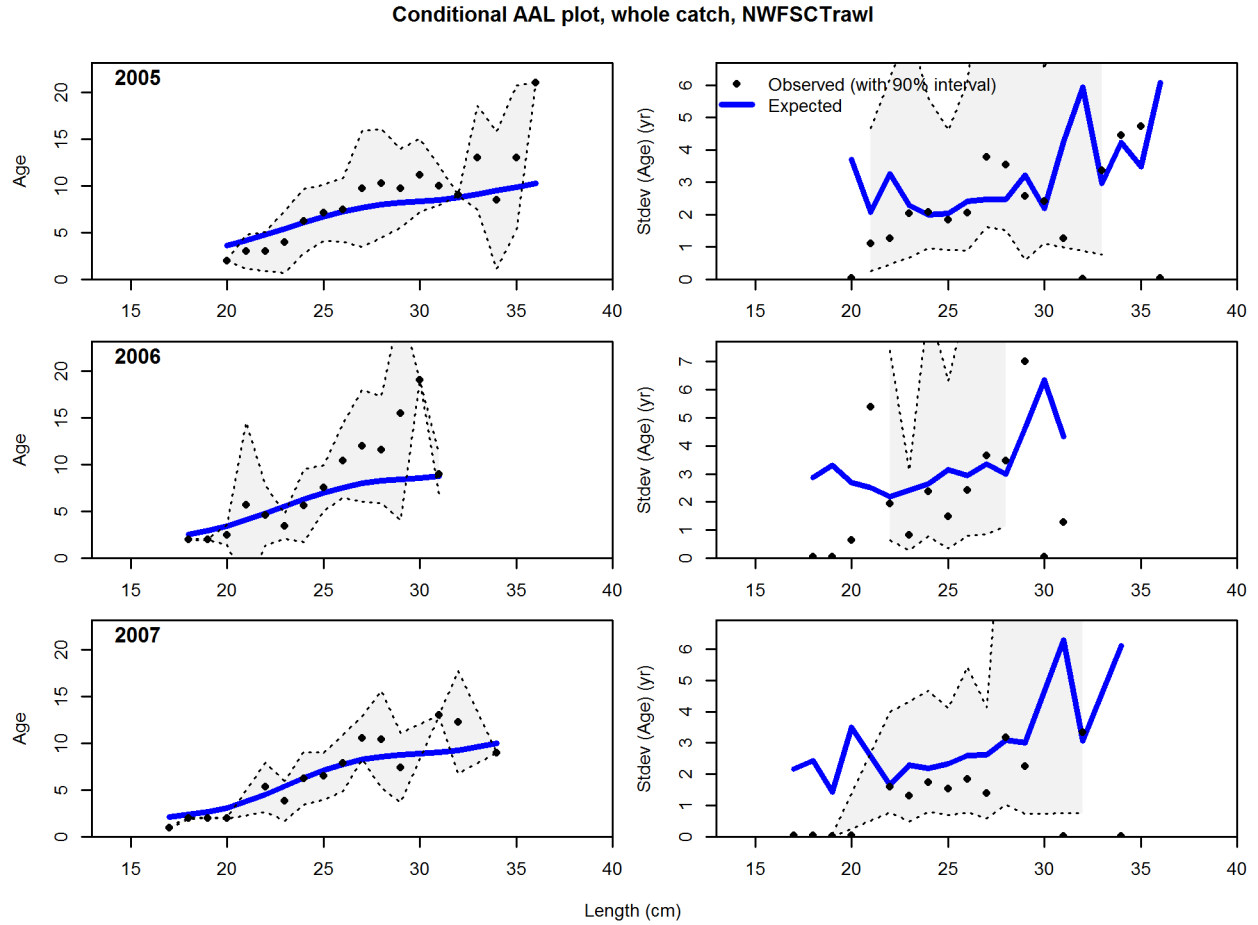 Conditional AAL plot, whole catch, NWFSCTrawl
2005
Age
0 5 10 15 20
15 20 25 30 35 40
Observed (with 90% interval)
Expected
Stdev (Age) (yr)
0 1 2 3 4 5 6
15 20 25 30 35 40
2006
Age
0 5 10 15 20
15 20 25 30 35 40
Stdev (Age) (yr)
0 1 2 3 4 5 6 7
15 20 25 30 35 40
2007
Age
0 5 10 15 20
15 20 25 30 35 40
Stdev (Age) (yr)
0 1 2 3 4 5 6
15 20 25 30 35 40
Length (cm)